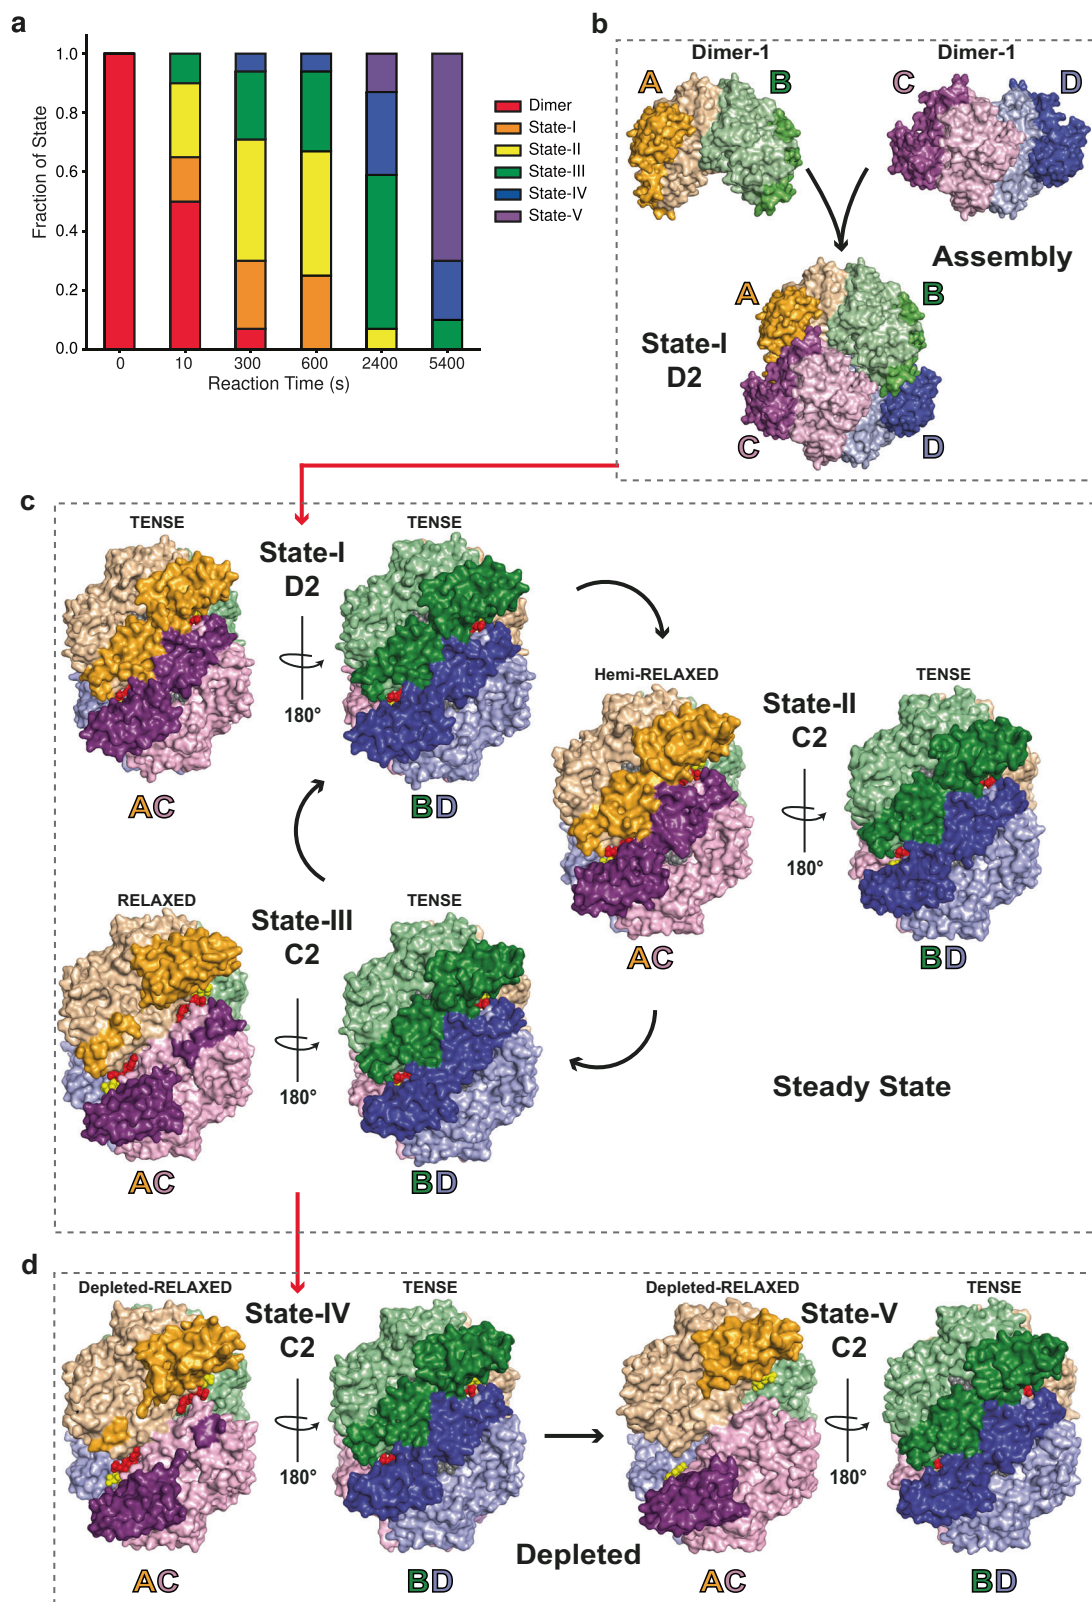 a
1.0
0.8
0.6
0.4
0.2
0.0
Fraction of State
0 10 300 600 2400 5400
Reaction Time (s)
Dimer
State-I
State-II
State-III
State-IV
State-V
b
Dimer-1 Dimer-1
A B C D
Assembly
A B
State-I
D2
C D
c
TENSE TENSE
State-I
D2
180°
AC BD
Hemi-RELAXED TENSE
State-II
C2
180°
AC BD
RELAXED TENSE
State-III
C2
180°
AC BD
Steady State
d
Depleted-RELAXED TENSE
State-IV
C2
180°
AC BD
Depleted
Depleted-RELAXED TENSE
State-V
C2
180°
AC BD